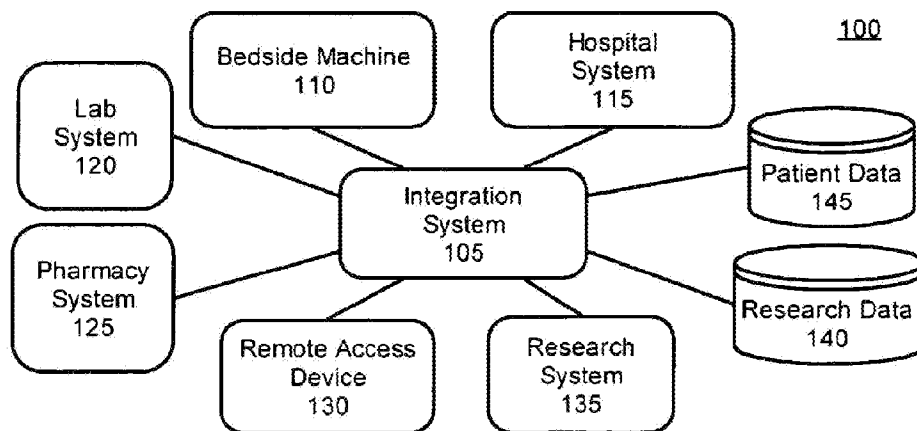 100
Bedside Machine
110
Hospital
System
115
Lab
System
120
Patient Data
145
Integration
System
105
Pharmacy
System
125
Research Data
140
Remote Access
Device
130
Research
System
135